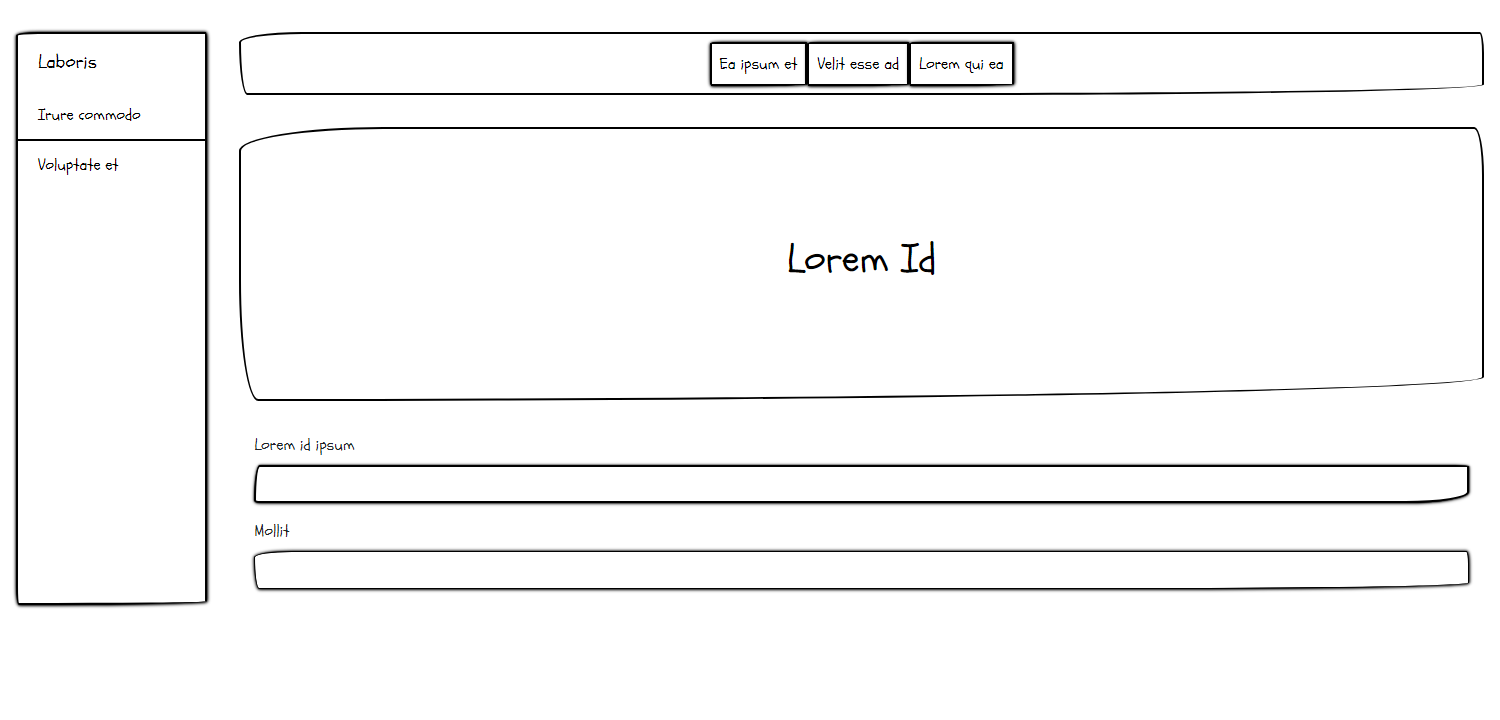 Laboris
Irure commodo
Voluptate et
Ea ipsum et
Velit esse ad
Lorem qui ea
Lorem Id
Lorem id ipsum
Mollit